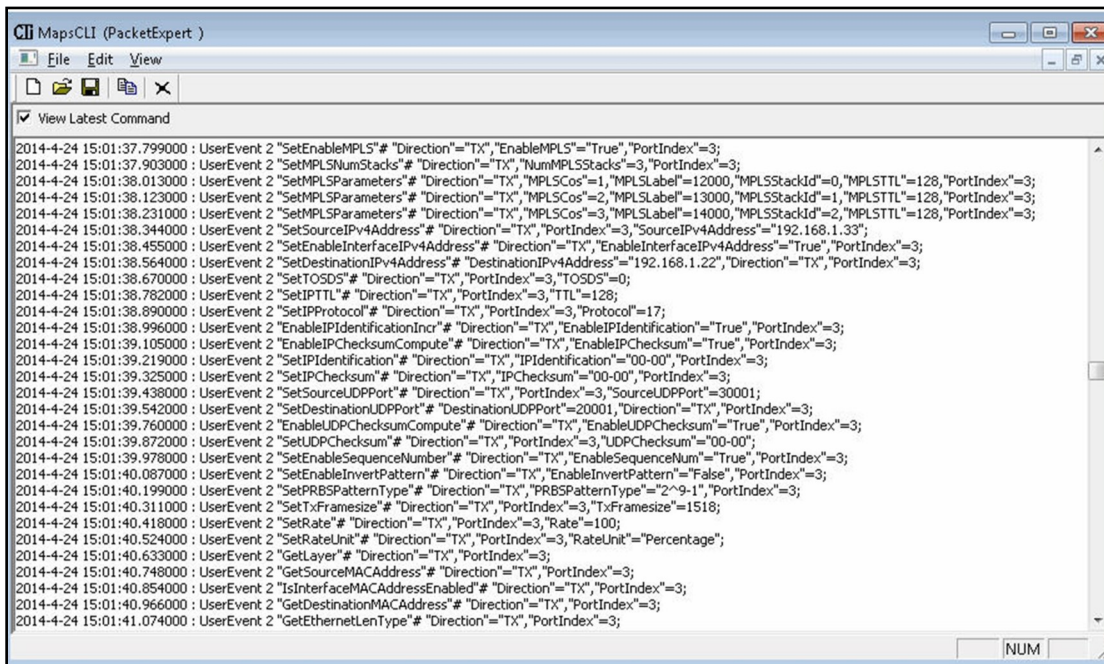 CTi MapsCLI (PacketExpert )
File Edit View
View Latest Command
2014-4-24 15:01:37.799000 : UserEvent 2 "SetEnableMPLS"# "Direction"="TX","EnableMPLS"="True","PortIndex"=3;
2014-4-24 15:01:37.903000 : UserEvent 2 "SetMPLSNumStacks"# "Direction"="TX","NumMPLSStacks"=3,"PortIndex"=3;
2014-4-24 15:01:38.013000 : UserEvent 2 "SetMPLSParameters"# "Direction"="TX","MPLSCos"=1,"MPLSLabel"=12000,"MPLSStackId"=0,"MPLSTTL"=128,"PortIndex"=3;
2014-4-24 15:01:38.123000 : UserEvent 2 "SetMPLSParameters"# "Direction"="TX","MPLSCos"=2,"MPLSLabel"=13000,"MPLSStackId"=1,"MPLSTTL"=128,"PortIndex"=3;
2014-4-24 15:01:38.231000 : UserEvent 2 "SetMPLSParameters"# "Direction"="TX","MPLSCos"=3,"MPLSLabel"=14000,"MPLSStackId"=2,"MPLSTTL"=128,"PortIndex"=3;
2014-4-24 15:01:38.344000 : UserEvent 2 "SetSourceIPv4Address"# "Direction"="TX","PortIndex"=3,"SourceIPv4Address"="192.168.1.33";
2014-4-24 15:01:38.455000 : UserEvent 2 "SetEnableInterfaceIPv4Address"# "Direction"="TX","EnableInterfaceIPv4Address"="True","PortIndex"=3;
2014-4-24 15:01:38.564000 : UserEvent 2 "SetDestinationIPv4Address"# "DestinationIPv4Address"="192.168.1.22","Direction"="TX","PortIndex"=3;
2014-4-24 15:01:38.670000 : UserEvent 2 "SetTOSDS"# "Direction"="TX","PortIndex"=3,"TOSDS"=0;
2014-4-24 15:01:38.782000 : UserEvent 2 "SetIPTTL"# "Direction"="TX","PortIndex"=3,"TTL"=128;
2014-4-24 15:01:38.890000 : UserEvent 2 "SetIPProtocol"# "Direction"="TX","PortIndex"=3,"Protocol"=17;
2014-4-24 15:01:38.996000 : UserEvent 2 "EnableIPIdentificationIncr"# "Direction"="TX","EnableIPIdentification"="True","PortIndex"=3;
2014-4-24 15:01:39.105000 : UserEvent 2 "EnableIPChecksumCompute"# "Direction"="TX","EnableIPChecksum"="True","PortIndex"=3;
2014-4-24 15:01:39.219000 : UserEvent 2 "SetIPIdentification"# "Direction"="TX","IPIdentification"="00-00","PortIndex"=3;
2014-4-24 15:01:39.325000 : UserEvent 2 "SetIPChecksum"# "Direction"="TX","IPChecksum"="00-00","PortIndex"=3;
2014-4-24 15:01:39.438000 : UserEvent 2 "SetSourceUDPPort"# "Direction"="TX","PortIndex"=3,"SourceUDPPort"=30001;
2014-4-24 15:01:39.542000 : UserEvent 2 "SetDestinationUDPPort"# "DestinationUDPPort"=20001,"Direction"="TX","PortIndex"=3;
2014-4-24 15:01:39.760000 : UserEvent 2 "EnableUDPChecksumCompute"# "Direction"="TX","EnableUDPChecksum"="True","PortIndex"=3;
2014-4-24 15:01:39.872000 : UserEvent 2 "SetUDPChecksum"# "Direction"="TX","PortIndex"=3,"UDPChecksum"="00-00";
2014-4-24 15:01:39.978000 : UserEvent 2 "SetEnableSequenceNumber"# "Direction"="TX","EnableSequenceNum"="True","PortIndex"=3;
2014-4-24 15:01:40.087000 : UserEvent 2 "SetEnableInvertPattern"# "Direction"="TX","EnableInvertPattern"="False","PortIndex"=3;
2014-4-24 15:01:40.199000 : UserEvent 2 "SetPRBSPatternType"# "Direction"="TX","PRBSPatternType"="2^9-1","PortIndex"=3;
2014-4-24 15:01:40.311000 : UserEvent 2 "SetTxFramesize"# "Direction"="TX","PortIndex"=3,"TxFramesize"=1518;
2014-4-24 15:01:40.418000 : UserEvent 2 "SetRate"# "Direction"="TX","PortIndex"=3,"Rate"=100;
2014-4-24 15:01:40.524000 : UserEvent 2 "SetRateUnit"# "Direction"="TX","PortIndex"=3,"RateUnit"="Percentage";
2014-4-24 15:01:40.633000 : UserEvent 2 "GetLayer"# "Direction"="TX","PortIndex"=3;
2014-4-24 15:01:40.748000 : UserEvent 2 "GetSourceMACAddress"# "Direction"="TX","PortIndex"=3;
2014-4-24 15:01:40.854000 : UserEvent 2 "IsInterfaceMACAddressEnabled"# "Direction"="TX","PortIndex"=3;
2014-4-24 15:01:40.966000 : UserEvent 2 "GetDestinationMACAddress"# "Direction"="TX","PortIndex"=3;
2014-4-24 15:01:41.074000 : UserEvent 2 "GetEthernetLenType"# "Direction"="TX","PortIndex"=3;
NUM